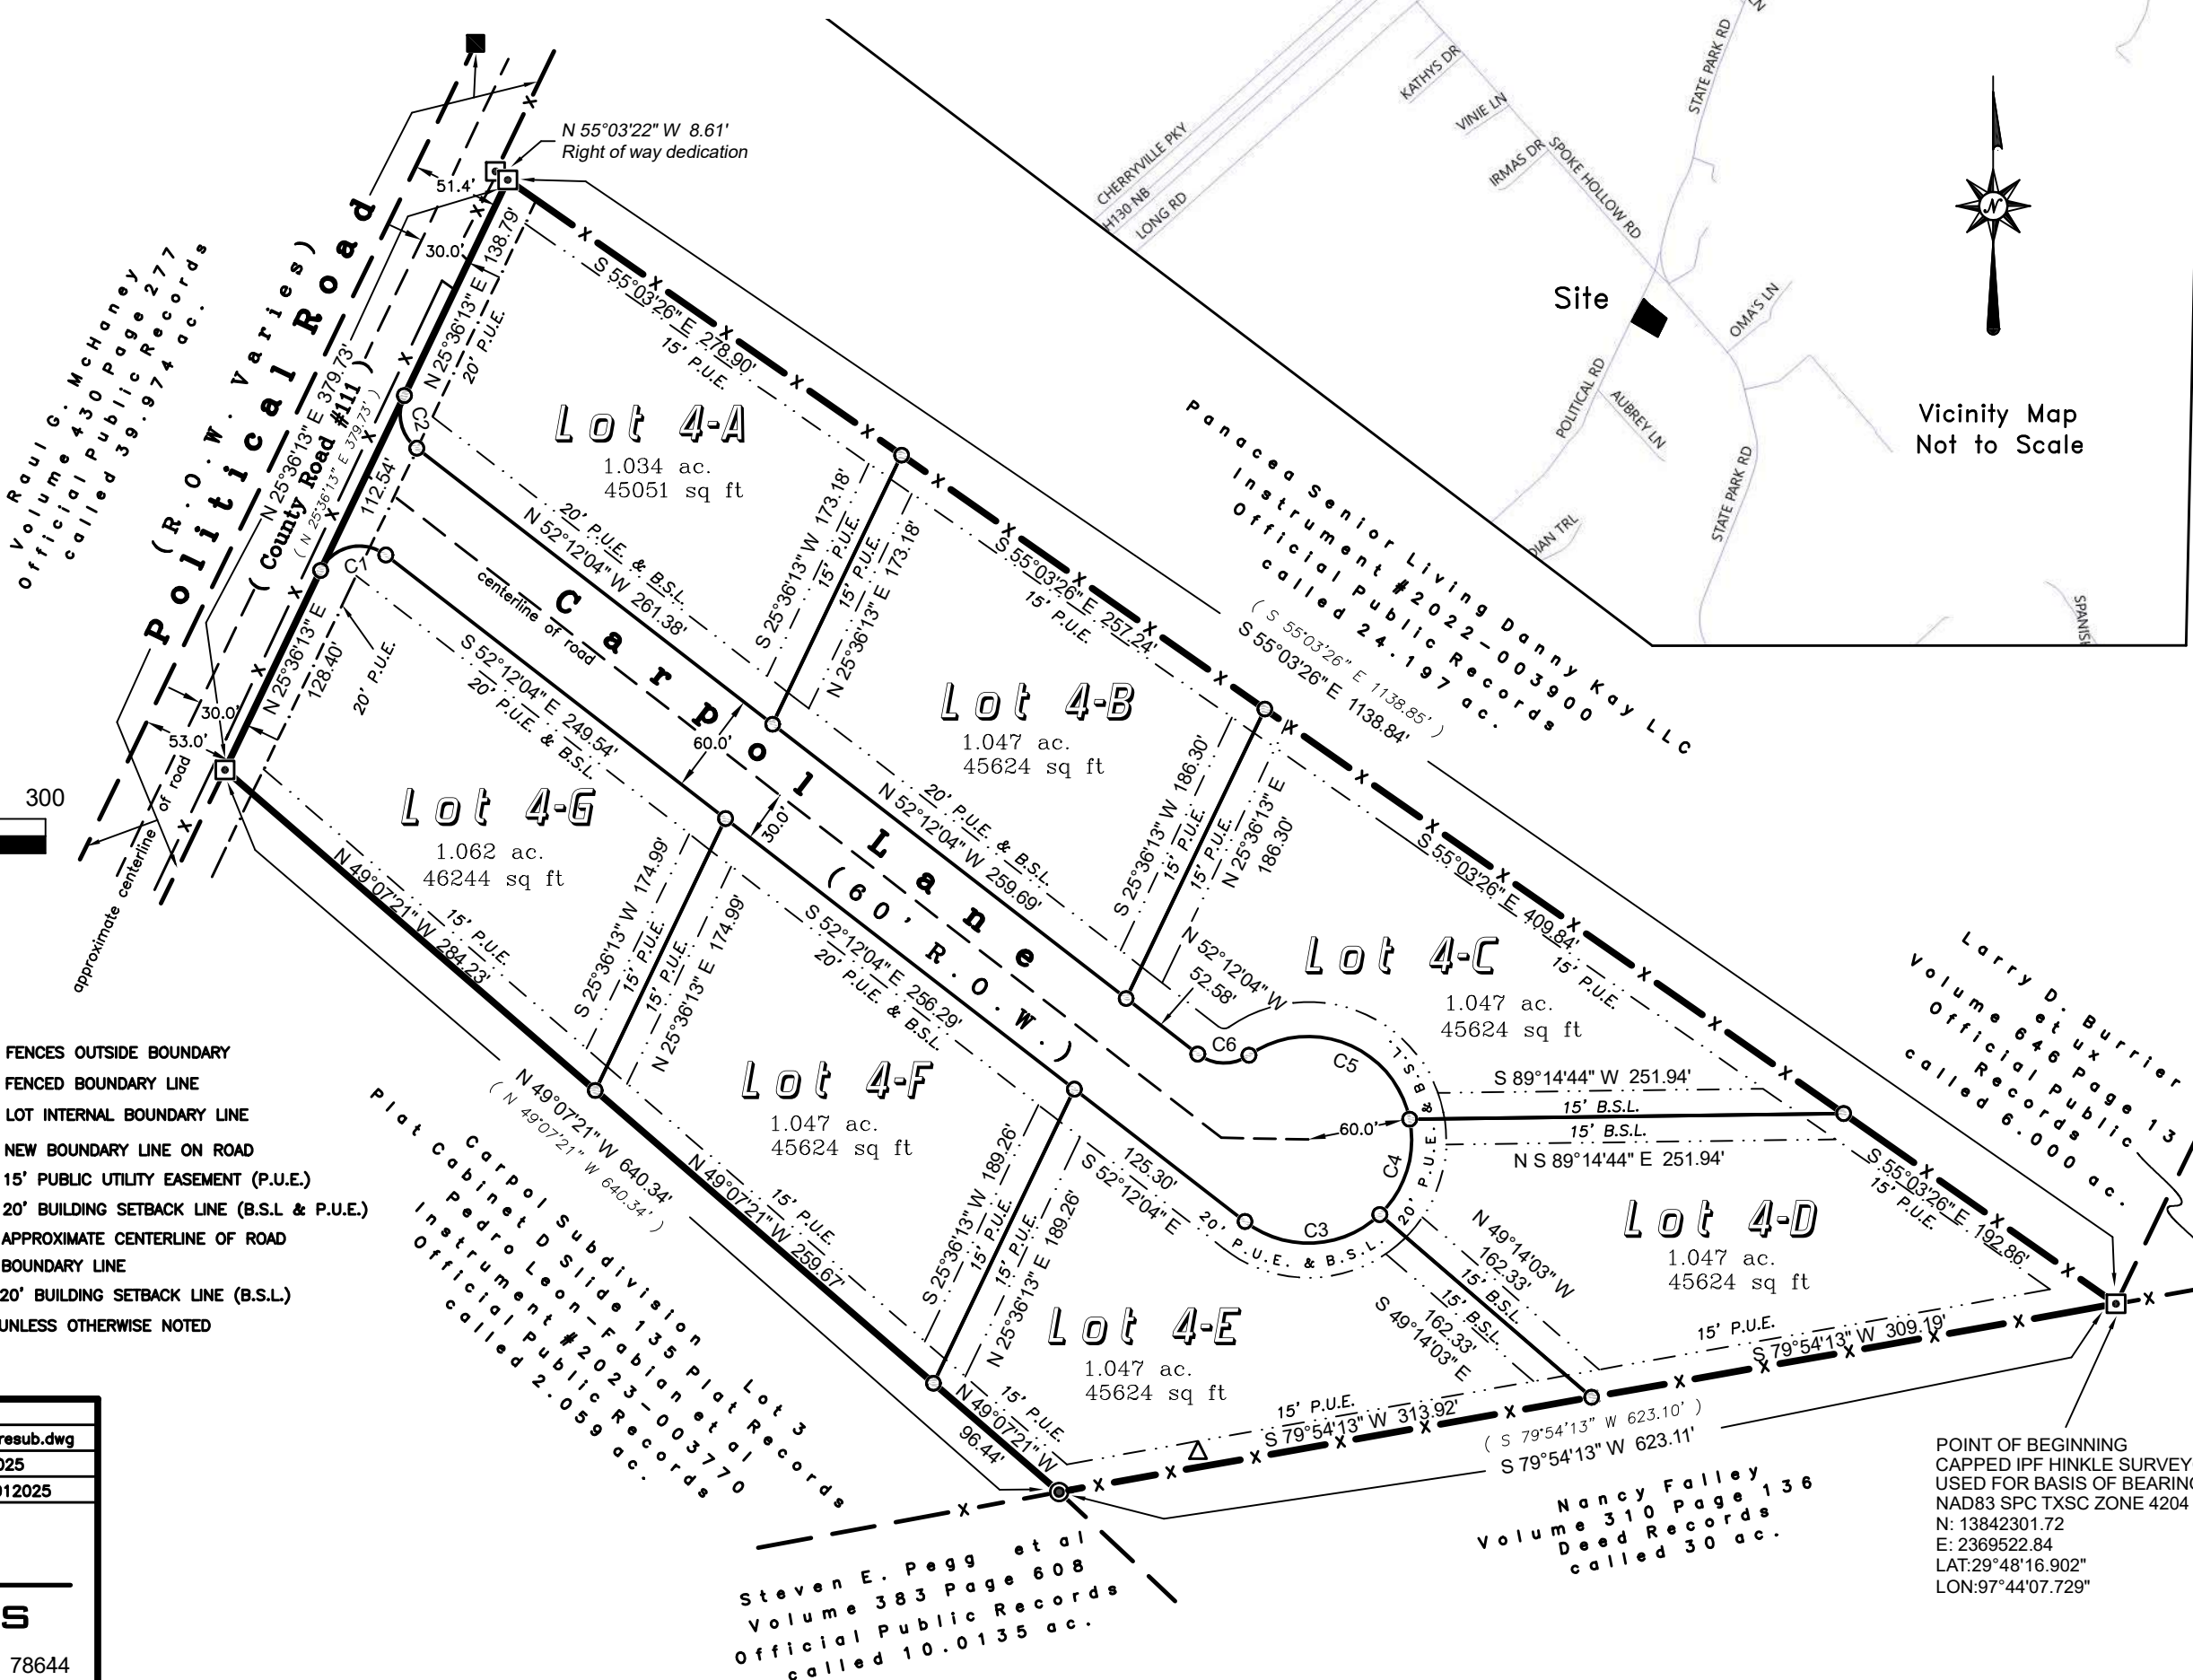 N 55°03'22" W 8.61'
Right of way dedication
51.4'
30.0'
N 25°36'13" E 138.79'
20' P.U.E.
Raul G. McHaney
Volume 430 Page 277
Official Public Records
called 39.974 ac.
Political Road
(R.O.W. Varies)
(County Road #111)
N 25°36'13" E 379.73'
( N 25°36'13" E 379.73' )
112.54'
C2
C1
N 25°36'13" E
128.40'
20' P.U.E.
30.0'
53.0'
approximate centerline of road
S 55°03'26" E 278.90'
15' P.U.E.
Lot 4-A
1.034 ac.
45051 sq ft
20' P.U.E. & B.S.L.
N 52°12'04" W 261.38'
S 25°36'13" W 173.18'
15' P.U.E.
15' P.U.E.
N 25°36'13" E 173.18'
S 55°03'26" E 257.24'
15' P.U.E.
Lot 4-B
1.047 ac.
45624 sq ft
20' P.U.E. & B.S.L.
N 52°12'04" W 259.69'
S 25°36'13" W 186.30'
15' P.U.E.
15' P.U.E.
N 25°36'13" E
186.30'
( S 55°03'26" E 1138.85' )
S 55°03'26" E 1138.84'
Panacea Senior Living Danny Kay LLC
Instrument #2022-003900
Official Public Records
called 24.197 ac.
S 55°03'26" E 409.84'
15' P.U.E.
Lot 4-C
1.047 ac.
45624 sq ft
N 52°12'04" W
52.58'
C6
C5
C4
C3
20' P.U.E. & B.S.L.
60.0'
S 89°14'44" W 251.94'
15' B.S.L.
15' B.S.L.
N S 89°14'44" E 251.94'
S 55°03'26" E 192.86'
15' P.U.E.
Lot 4-D
1.047 ac.
45624 sq ft
N 49°14'03" W
162.33'
15' B.S.L.
15' B.S.L.
162.33'
S 49°14'03" E
15' P.U.E.
S 79°54'13" W 309.19'
Larry D. Burrier
et ux
Volume 646 Page 13
Official Public
Records
called 6.000 ac.
Carpol Lane
(60' R.O.W.)
centerline of road
60.0'
30.0'
S 52°12'04" E 249.54'
20' P.U.E. & B.S.L.
Lot 4-G
1.062 ac.
46244 sq ft
15' P.U.E
N 49°07'21" W 284.23'
S 25°36'13" W 174.99'
15' P.U.E.
15' P.U.E.
N 25°36'13" E 174.99'
S 52°12'04" E 256.29'
20' P.U.E. & B.S.L.
Lot 4-F
1.047 ac.
45624 sq ft
15' P.U.E.
N 49°07'21" W 259.67'
N 49°07'21" W 640.34'
( N 49°07'21" W 640.34' )
S 25°36'13" W 189.26'
15' P.U.E.
15' P.U.E.
N 25°36'13" E 189.26'
125.30'
S 52°12'04" E
20' P.U.E. & B.S.L.
Lot 4-E
1.047 ac.
45624 sq ft
15' P.U.E.
N 49°07'21" W
96.44'
15' P.U.E.
S 79°54'13" W 313.92'
( S 79°54'13" W 623.10' )
S 79°54'13" W 623.11'
Carpol Subdivision Lot 3
Plat Cabinet D Slide 135 Plat Records
Pedro Leon-Fabian et al
Instrument #2023-003770
Official Public Records
called 2.059 ac.
Steven E. Pegg et al
Volume 383 Page 608
Official Public Records
called 10.0135 ac.
Nancy Falley
Volume 310 Page 136
Deed Records
called 30 ac.
POINT OF BEGINNING
CAPPED IPF HINKLE SURVEY
USED FOR BASIS OF BEARIN
NAD83 SPC TXSC ZONE 4204
N: 13842301.72
E: 2369522.84
LAT:29°48'16.902"
LON:97°44'07.729"
CHERRYVILLE PKY
H130 NB
LONG RD
KATHYS DR
VINIE LN
IRMAS DR
SPOKE HOLLOW RD
STATE PARK RD
LN
Site
OMA'S LN
POLITICAL RD
AUBREY LN
STATE PARK RD
DIAN TRL
SPANISH
N
Vicinity Map
Not to Scale
300
FENCES OUTSIDE BOUNDARY
FENCED BOUNDARY LINE
LOT INTERNAL BOUNDARY LINE
NEW BOUNDARY LINE ON ROAD
15' PUBLIC UTILITY EASEMENT (P.U.E.)
20' BUILDING SETBACK LINE (B.S.L & P.U.E.)
APPROXIMATE CENTERLINE OF ROAD
BOUNDARY LINE
20' BUILDING SETBACK LINE (B.S.L.)
UNLESS OTHERWISE NOTED
resub.dwg
025
012025
S
78644